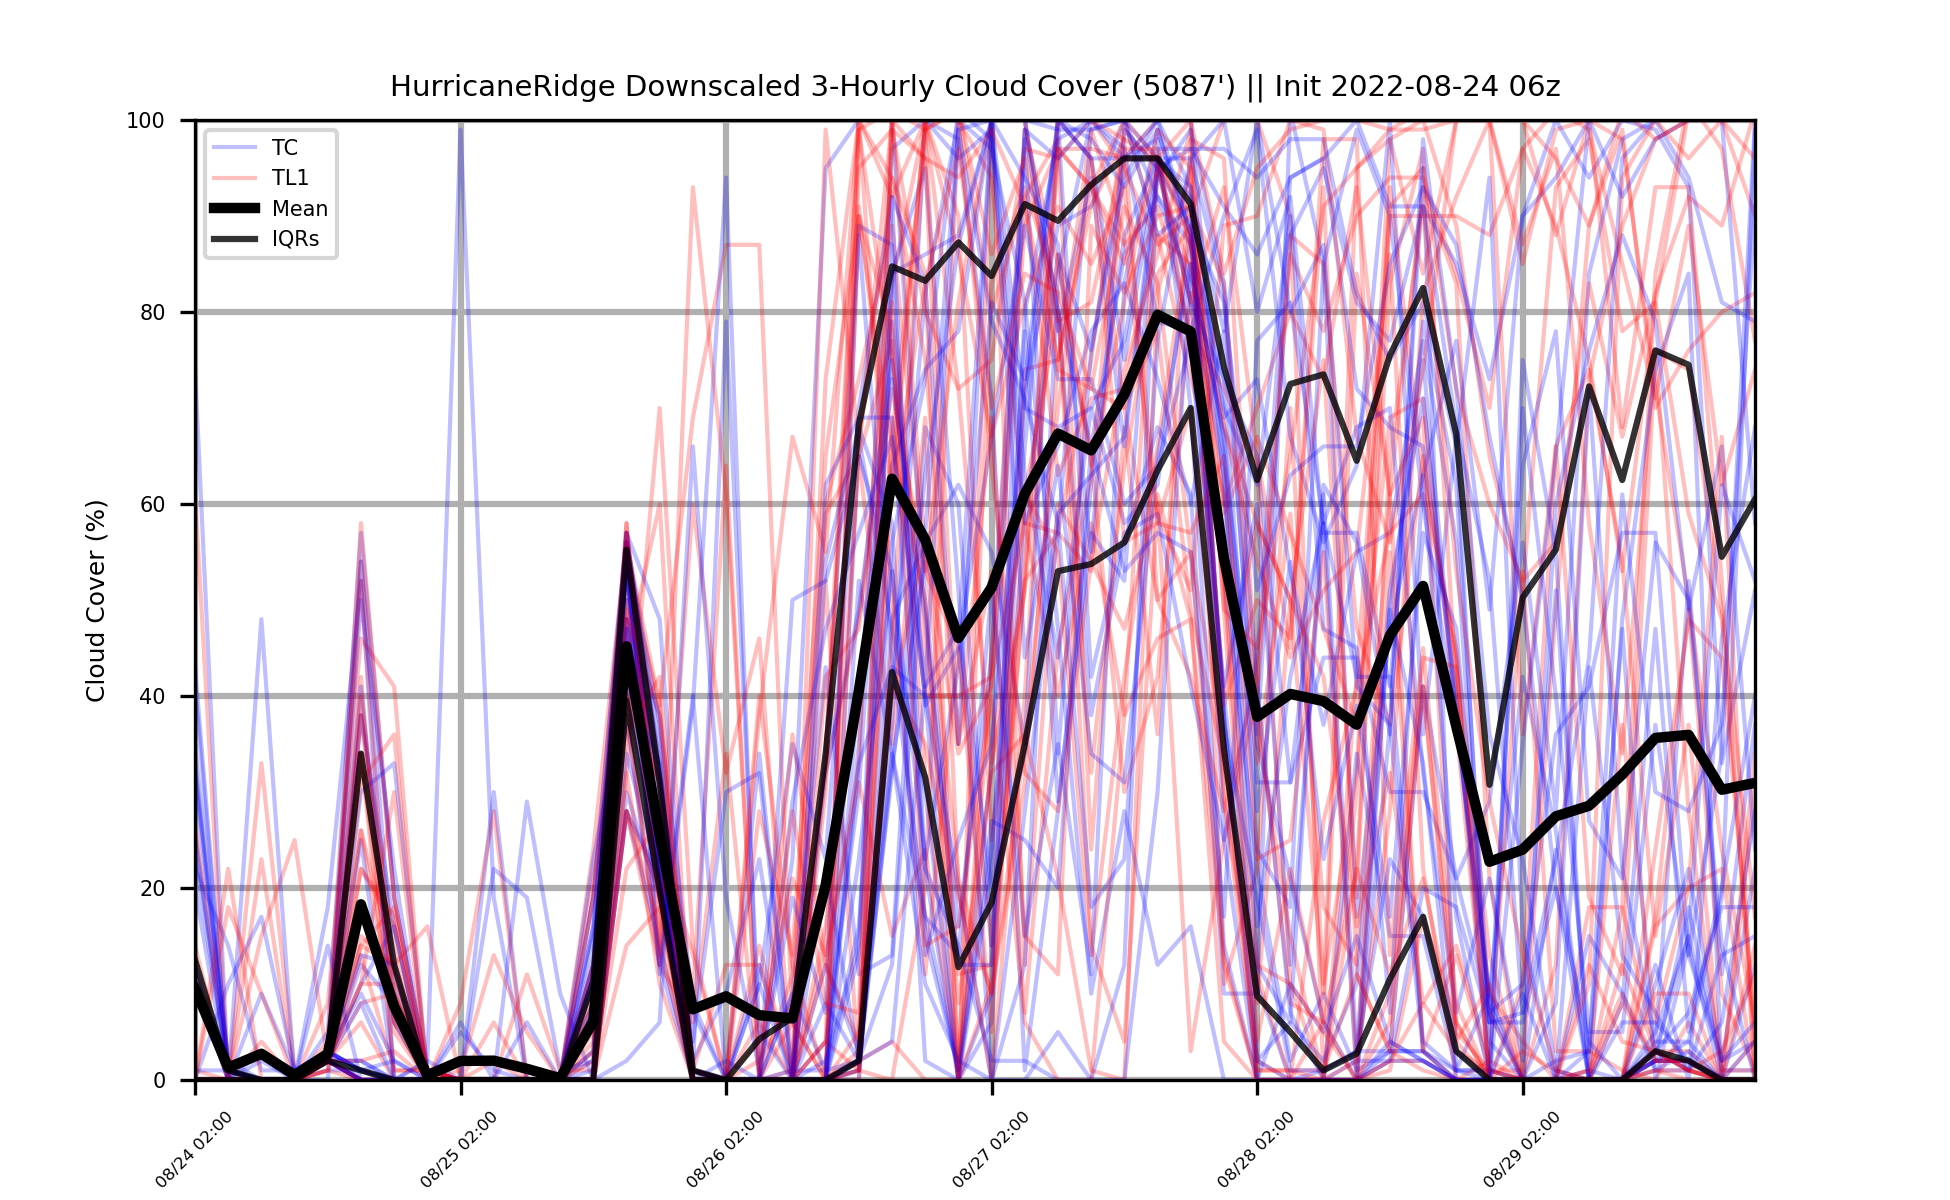 HurricaneRidge Downscaled 3-Hourly Cloud Cover (5087') || Init 2022-08-24 06z
100
80
60
40
20
0
Cloud Cover (%)
TC
TL1
Mean
IQRs
08/24 02:00
08/25 02:00
08/26 02:00
08/27 02:00
08/28 02:00
08/29 02:00